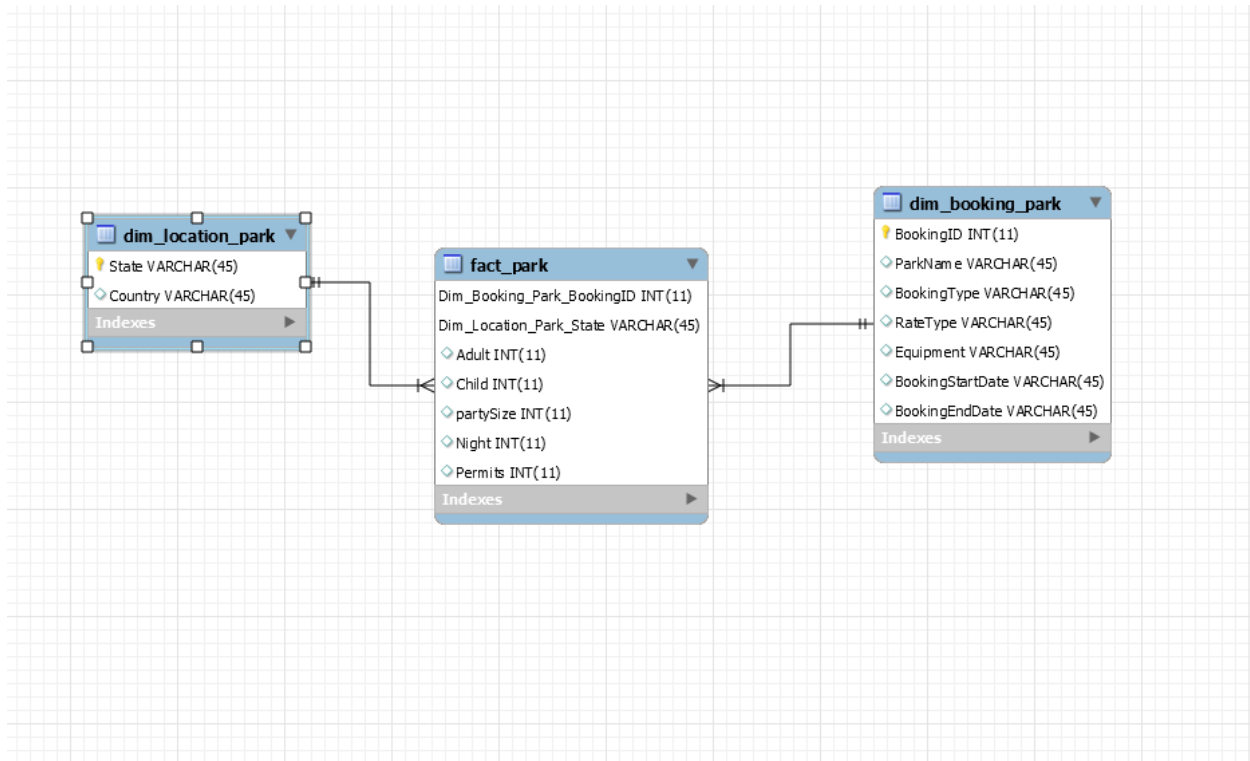 dim_location_park
State VARCHAR(45)
Country VARCHAR(45)
Indexes
fact_park
Dim_Booking_Park_BookingID INT(11)
Dim_Location_Park_State VARCHAR(45)
Adult INT(11)
Child INT(11)
partySize INT(11)
Night INT(11)
Permits INT(11)
Indexes
dim_booking_park
BookingID INT(11)
ParkName VARCHAR(45)
BookingType VARCHAR(45)
RateType VARCHAR(45)
Equipment VARCHAR(45)
BookingStartDate VARCHAR(45)
BookingEndDate VARCHAR(45)
Indexes